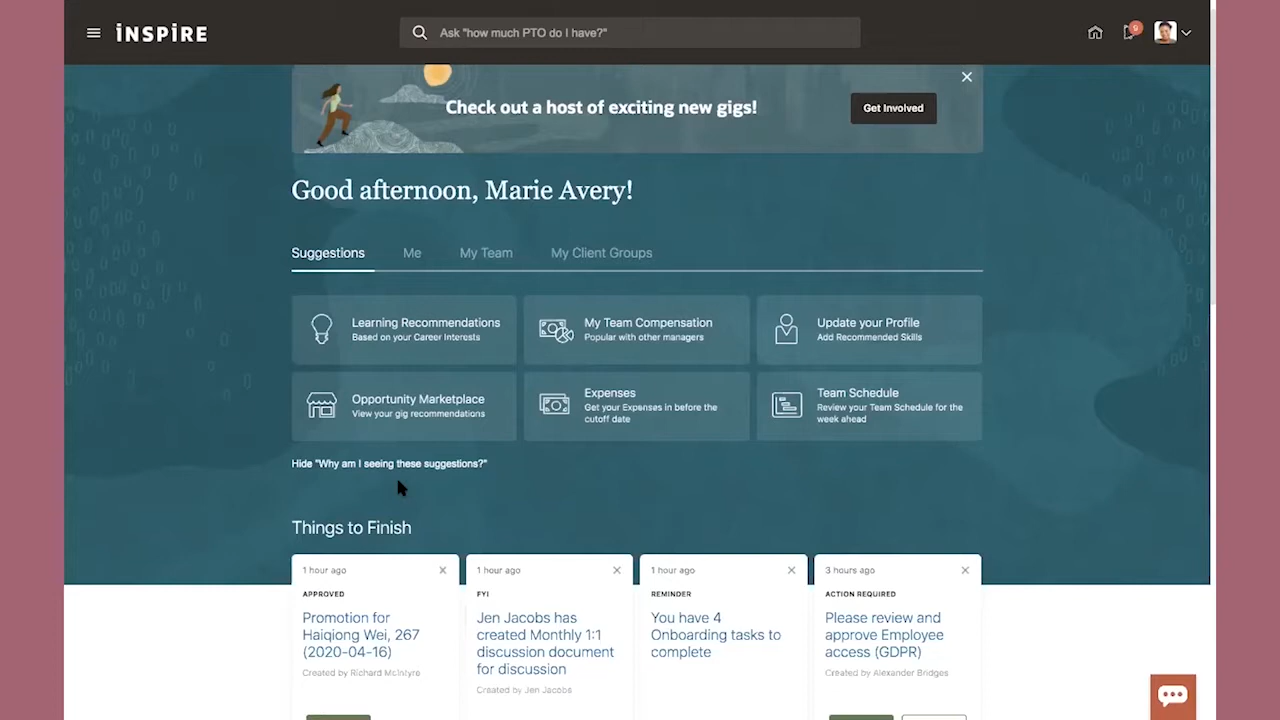 iNSPiRE
Ask "how much PTO do I have?"
9
Check out a host of exciting new gigs!
Get Involved
Good afternoon, Marie Avery!
Suggestions
Me
My Team
My Client Groups
Learning Recommendations
Based on your Career Interests
My Team Compensation
Popular with other managers
Update your Profile
Add Recommended Skills
Opportunity Marketplace
View your gig recommendations
Expenses
Get your Expenses in before the
cutoff date
Team Schedule
Review your Team Schedule for the
week ahead
Hide "Why am I seeing these suggestions?"
Things to Finish
1 hour ago
APPROVED
Promotion for
Haiqiong Wei, 267
(2020-04-16)
Created by Richard McIntyre
1 hour ago
FYI
Jen Jacobs has
created Monthly 1:1
discussion document
for discussion
Created by Jen Jacobs
1 hour ago
REMINDER
You have 4
Onboarding tasks to
complete
3 hours ago
ACTION REQUIRED
Please review and
approve Employee
access (GDPR)
Created by Alexander Bridges